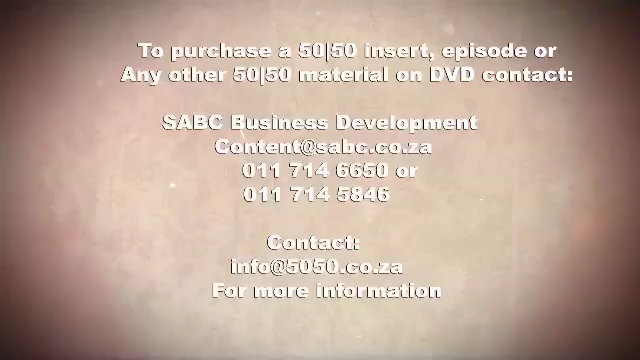 To purchase a 50|50 insert, episode or
Any other 50|50 material on DVD contact:
SABC Business Development
Content@sabc.co.za
011 714 6650 or
011 714 5846
Contact:
info@5050.co.za
For more information